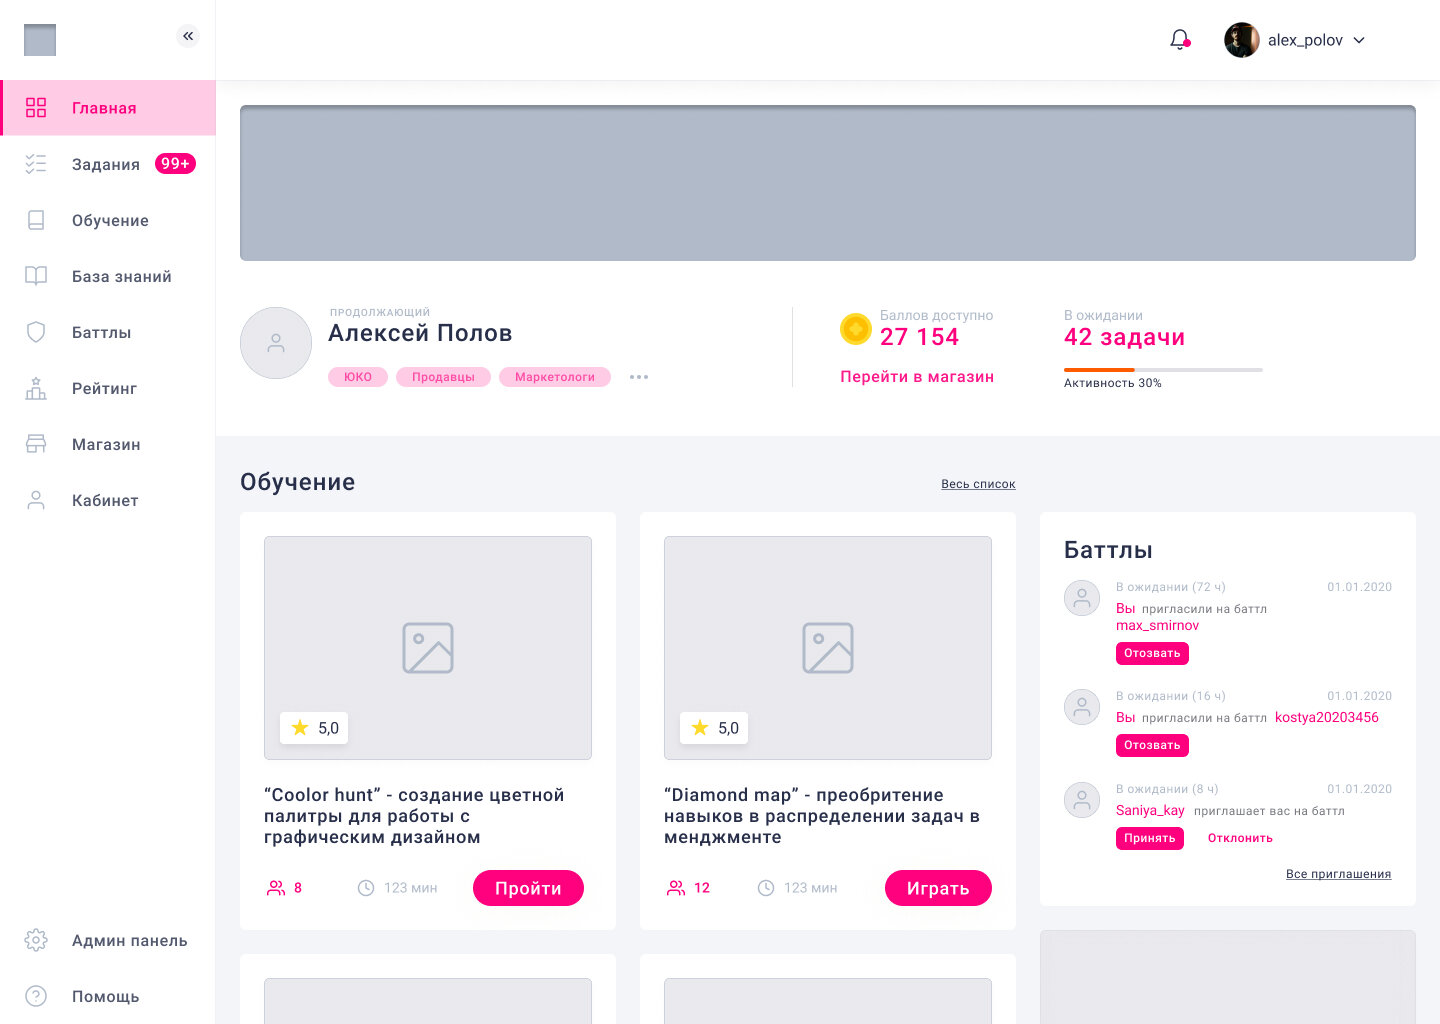 alex_polov
Главная
Задания 99+
Обучение
База знаний
Баттлы
Рейтинг
Магазин
Кабинет
Админ панель
Помощь
ПРОДОЛЖАЮЩИЙ
Алексей Полов
ЮКО Продавцы Маркетологи
Баллов доступно
27 154
Перейти в магазин
В ожидании
42 задачи
Активность 30%
Обучение
Весь список
5,0
“Coolor hunt” - создание цветной
палитры для работы с
графическим дизайном
8 123 мин Пройти
5,0
“Diamond map” - преобритение
навыков в распределении задач в
менджменте
12 123 мин Играть
Баттлы
В ожидании (72 ч) 01.01.2020
Вы пригласили на баттл
max_smirnov
Отозвать
В ожидании (16 ч) 01.01.2020
Вы пригласили на баттл kostya20203456
Отозвать
В ожидании (8 ч) 01.01.2020
Saniya_kay приглашает вас на баттл
Принять Отклонить
Все приглашения